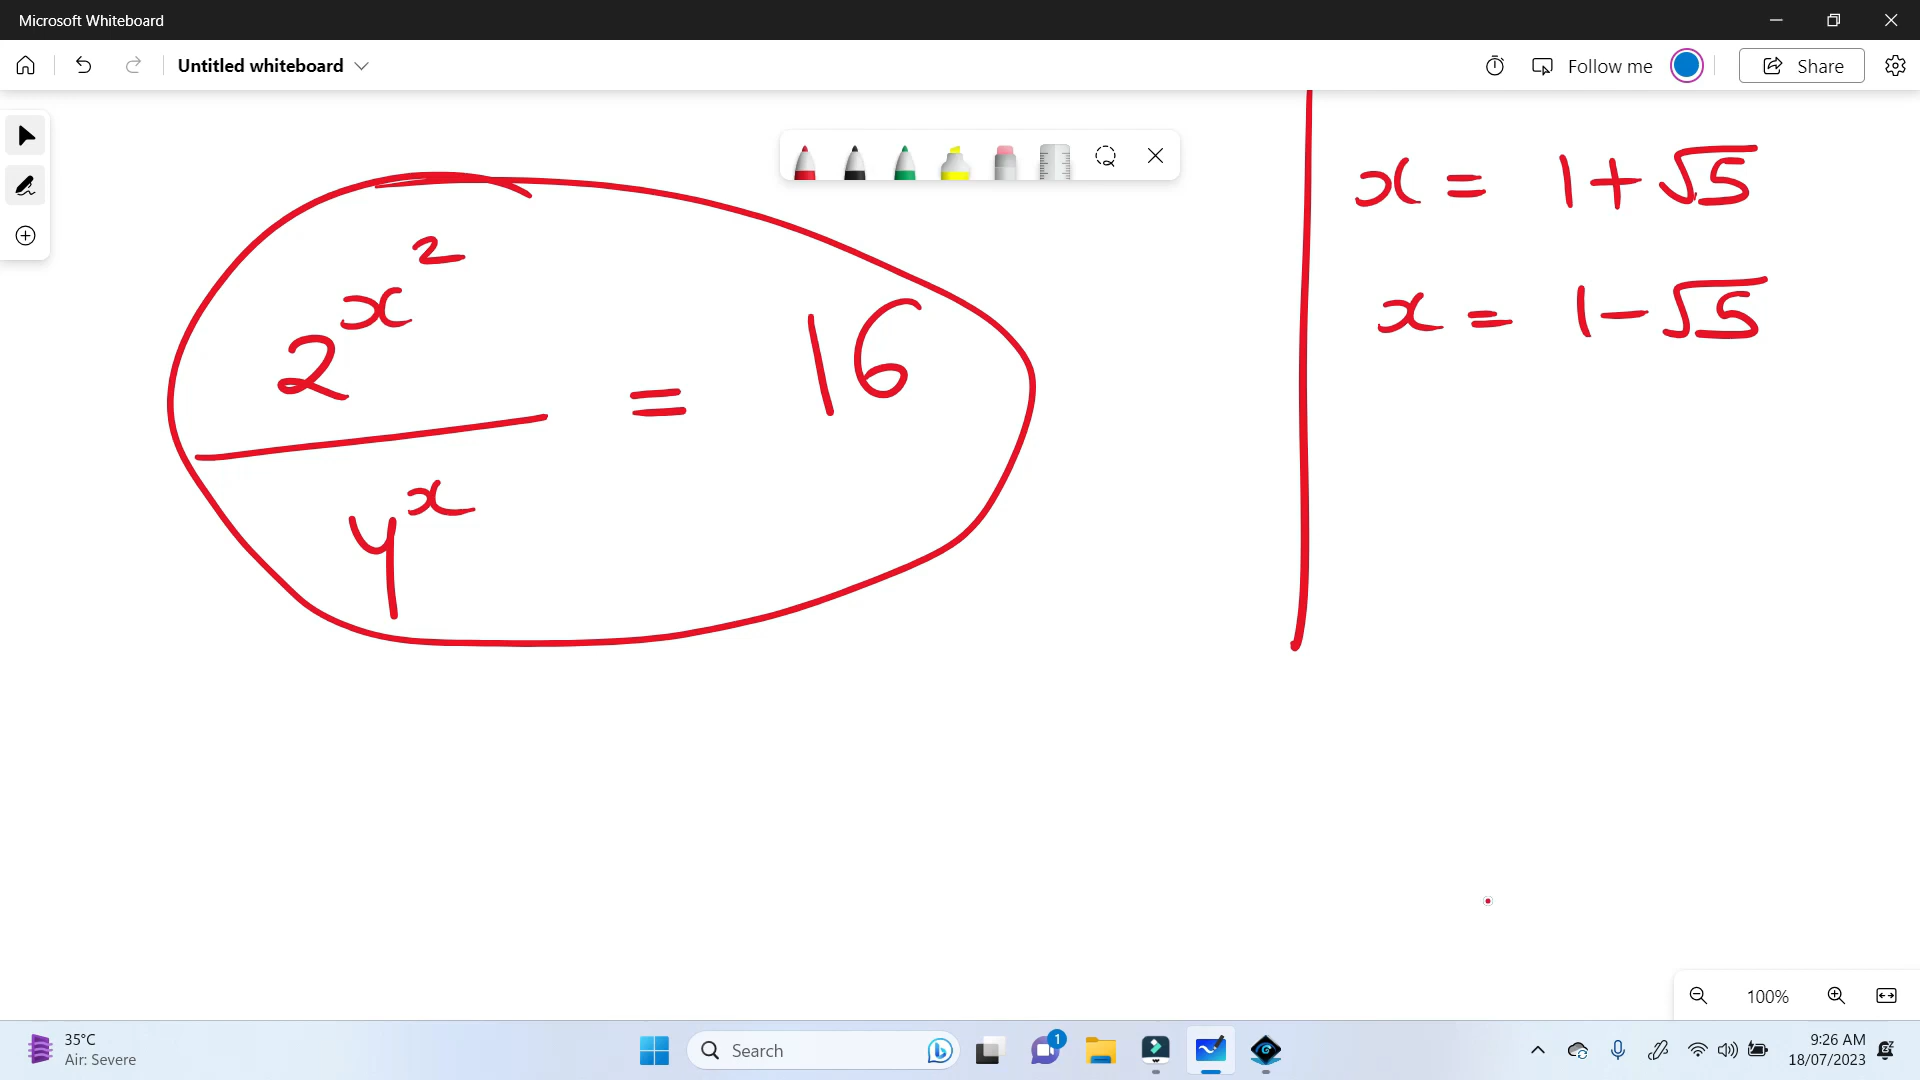 Microsoft Whiteboard
Untitled whiteboard
Follow me
Share
2^x^2 / y^x = 16
x = 1 + √5
x = 1 - √5
100%
35°C
Air: Severe
Search
1
9:26 AM
18/07/2023